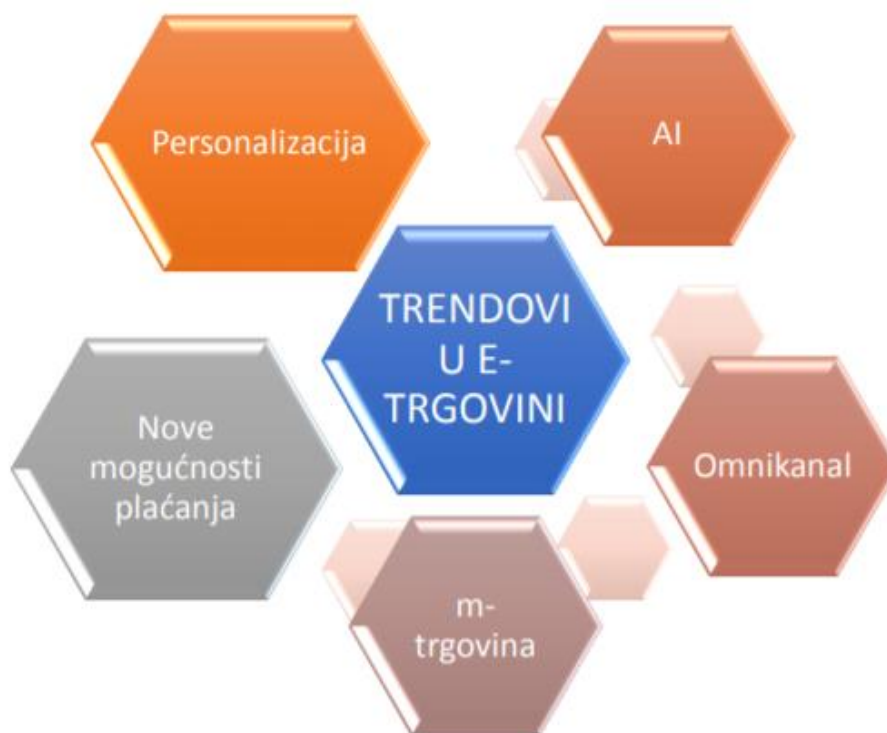 Personalizacija
AI
TRENDOVI
U E-
TRGOVINI
Nove
mogućnosti
plaćanja
Omnikanal
m-
trgovina